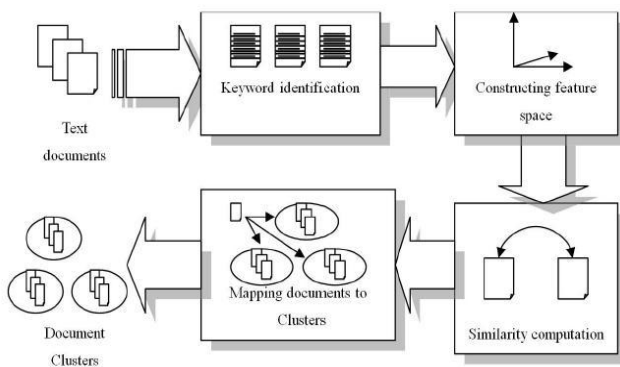 Keyword identification
Constructing feature
space
Text
documents
Mapping documents to
Clusters
Similarity computation
Document
Clusters